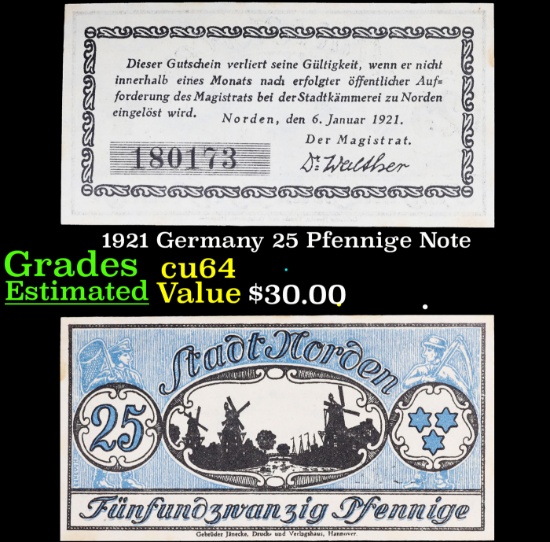 Dieser Gutschein verliert seine Gültigkeit, wenn er nicht
innerhalb eines Monats nach erfolgter öffentlicher Auf=
forderung des Magistrats bei der Stadtkämmerei zu Norden
eingelöst wird.
Norden, den 6. Januar 1921.
Der Magistrat.
180173
Dr. Walther
1921 Germany 25 Pfennige Note
Grades cu64
Estimated Value $30.00
Stadt Norden
25
Fünfundzwanzig Pfennige
Gebrüder Jänecke, Druck- und Verlagshaus, Hannover.